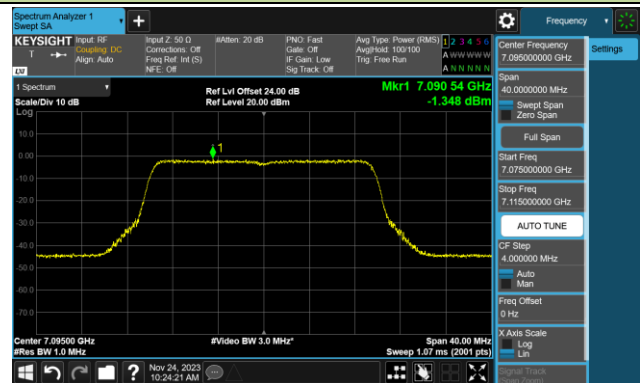 Spectrum Analyzer 1
Swept SA
Frequency
KEYSIGHT
Input: RF
Coupling: DC
Align: Auto
Input Z: 50 Ω
Corrections: Off
Freq Ref: Int (S)
NFE: Off
#Atten: 20 dB
PNO: Fast
Gate: Off
IF Gain: Low
Sig Track: Off
Avg Type: Power (RMS)
Avg|Hold: 100/100
Trig: Free Run
1 2 3 4 5 6
A W W W W W
A N N N N N
T
LXI
1 Spectrum
Scale/Div 10 dB
Log
Ref Lvl Offset 24.00 dB
Ref Level 20.00 dBm
Mkr1 7.090 54 GHz
-1.348 dBm
1
10.0
0.00
-10.0
-20.0
-30.0
-40.0
-50.0
-60.0
-70.0
Center 7.09500 GHz
#Res BW 1.0 MHz
#Video BW 3.0 MHz*
Span 40.00 MHz
Sweep 1.07 ms (2001 pts)
Nov 24, 2023
10:24:21 AM
Center Frequency
7.095000000 GHz
Settings
Span
40.0000000 MHz
Swept Span
Zero Span
Full Span
Start Freq
7.075000000 GHz
Stop Freq
7.115000000 GHz
AUTO TUNE
CF Step
4.000000 MHz
Auto
Man
Freq Offset
0 Hz
X Axis Scale
Log
Lin
Signal Track